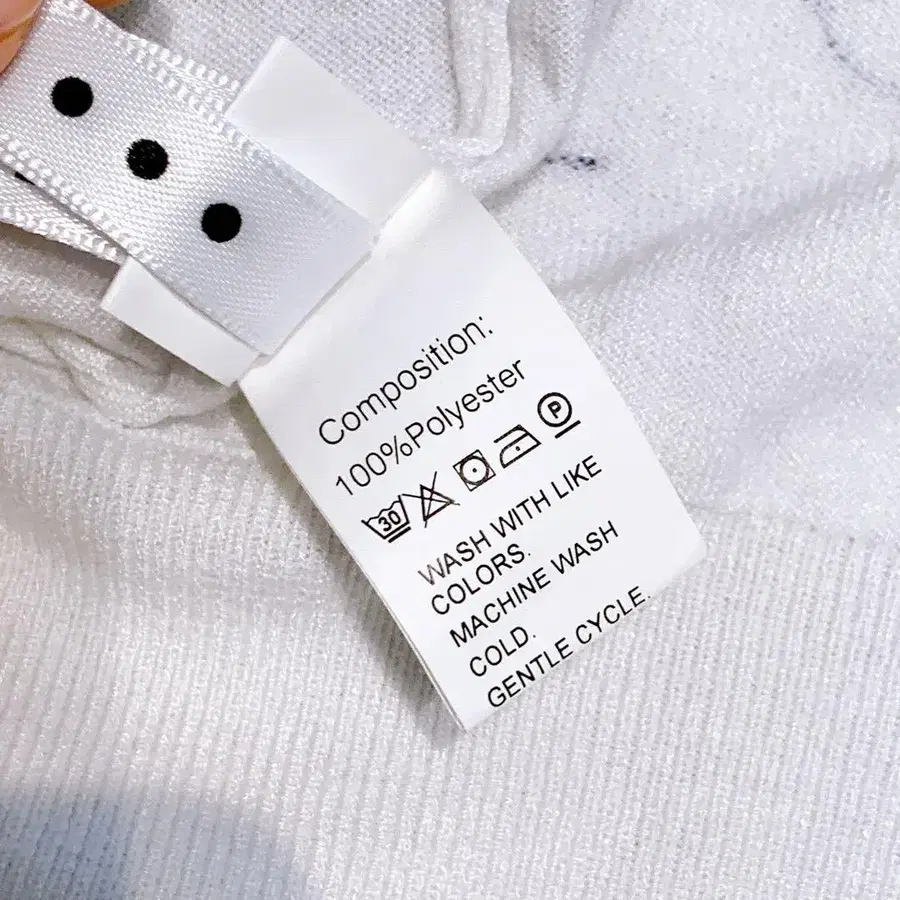 Composition:
100%Polyester
30 P
WASH WITH LIKE
COLORS.
MACHINE WASH
COLD.
GENTLE CYCLE.